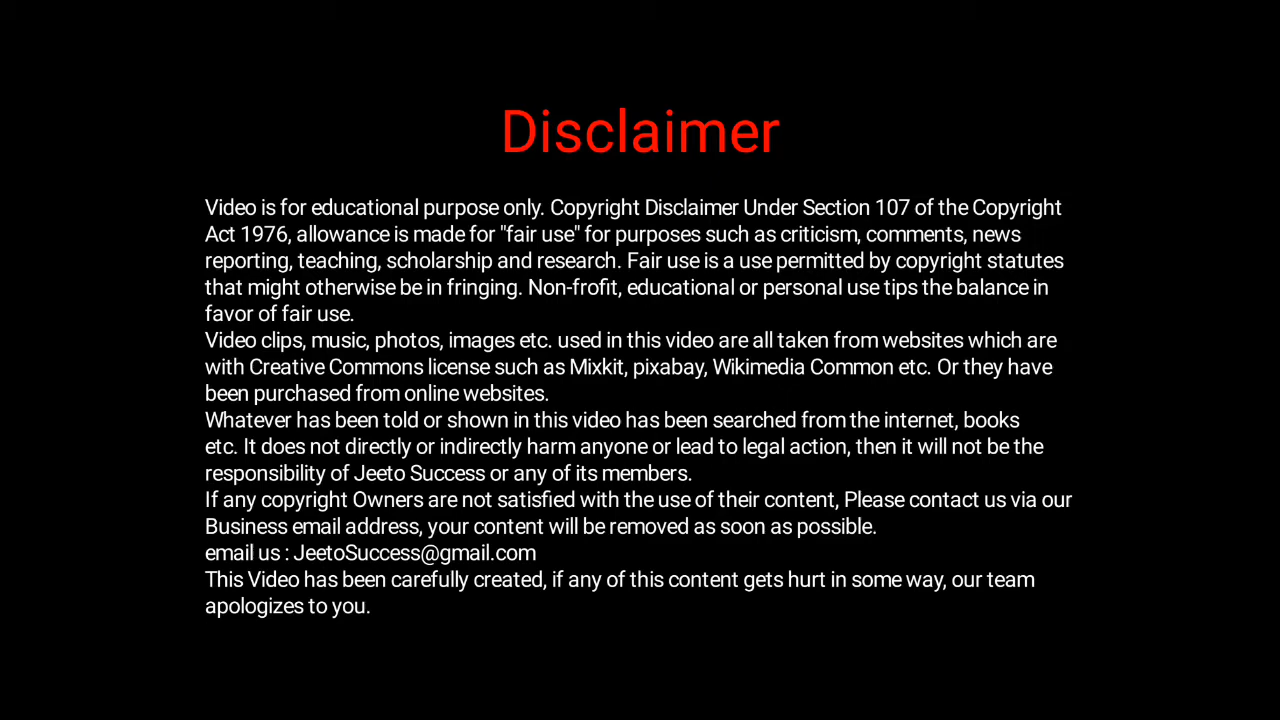 Disclaimer
Video is for educational purpose only. Copyright Disclaimer Under Section 107 of the Copyright
Act 1976, allowance is made for "fair use" for purposes such as criticism, comments, news
reporting, teaching, scholarship and research. Fair use is a use permitted by copyright statutes
that might otherwise be in fringing. Non-frofit, educational or personal use tips the balance in
favor of fair use.
Video clips, music, photos, images etc. used in this video are all taken from websites which are
with Creative Commons license such as Mixkit, pixabay, Wikimedia Common etc. Or they have
been purchased from online websites.
Whatever has been told or shown in this video has been searched from the internet, books
etc. It does not directly or indirectly harm anyone or lead to legal action, then it will not be the
responsibility of Jeeto Success or any of its members.
If any copyright Owners are not satisfied with the use of their content, Please contact us via our
Business email address, your content will be removed as soon as possible.
email us : JeetoSuccess@gmail.com
This Video has been carefully created, if any of this content gets hurt in some way, our team
apologizes to you.